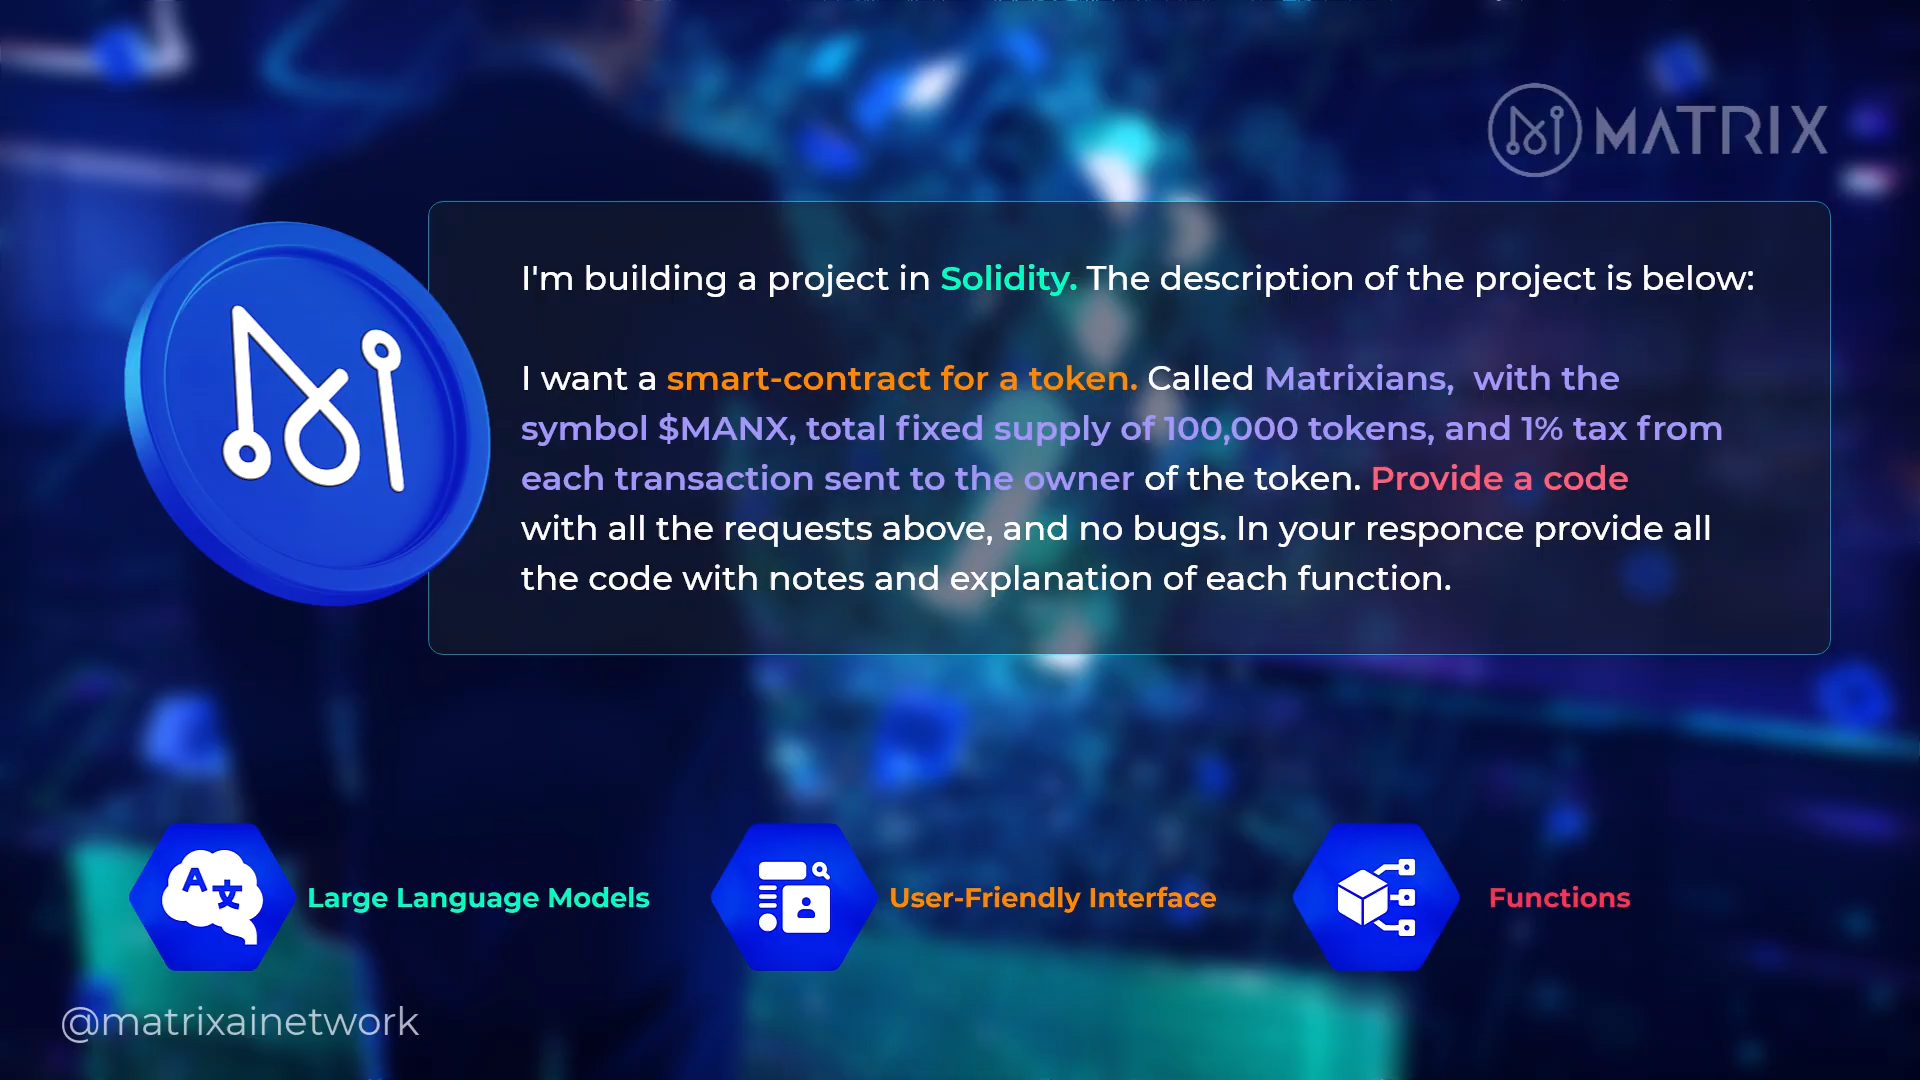 MATRIX
I'm building a project in Solidity. The description of the project is below:
I want a smart-contract for a token. Called Matrixians,  with the
symbol $MANX, total fixed supply of 100,000 tokens, and 1% tax from
each transaction sent to the owner of the token. Provide a code
with all the requests above, and no bugs. In your responce provide all
the code with notes and explanation of each function.
A文
Large Language Models
User-Friendly Interface
Functions
@matrixainetwork